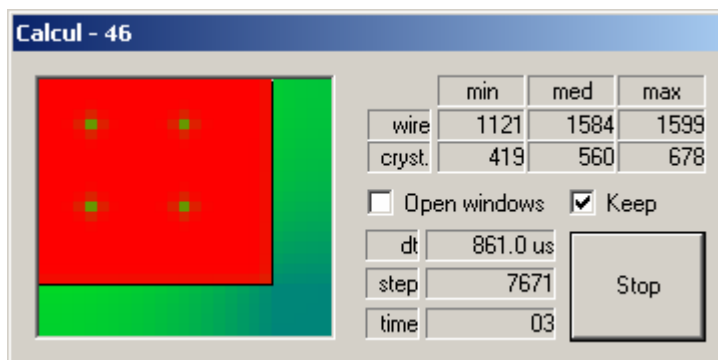 Calcul - 46
min med max
wire 1121 1584 1599
cryst. 419 560 678
Open windows Keep
dt 861.0 us
step 7671
Stop
time 03